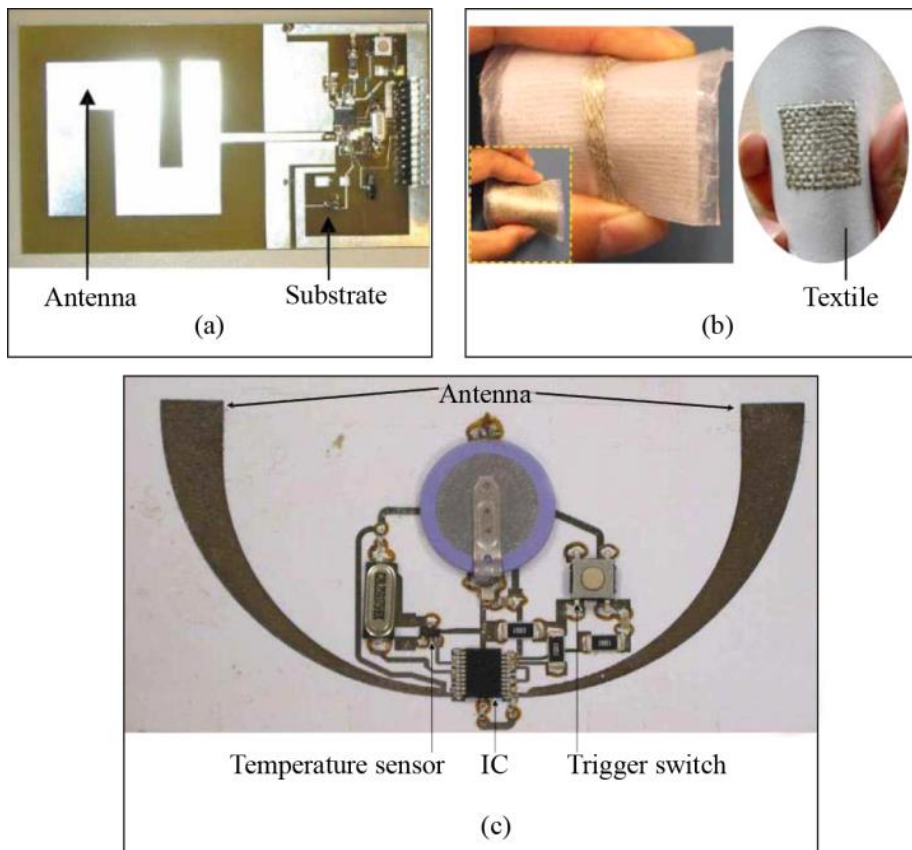 Antenna
Substrate
(a)
Textile
(b)
Antenna
Temperature sensor
IC
Trigger switch
(c)